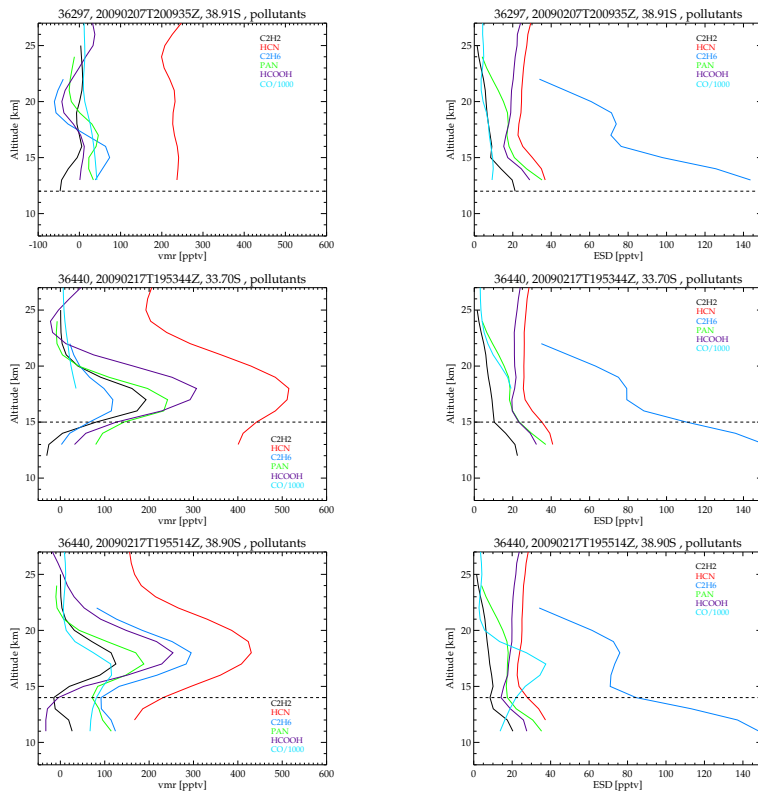 36297, 20090207T200935Z, 38.91S , pollutants
C2H2
HCN
C2H6
PAN
HCOOH
CO/1000
Altitude [km]
25
20
15
10
-100 0 100 200 300 400 500 600
vmr [pptv]
36297, 20090207T200935Z, 38.91S , pollutants
C2H2
HCN
C2H6
PAN
HCOOH
CO/1000
Altitude [km]
25
20
15
10
0 20 40 60 80 100 120 140
ESD [pptv]
36440, 20090217T195344Z, 33.70S , pollutants
Altitude [km]
25
20
15
10
C2H2
HCN
C2H6
PAN
HCOOH
CO/1000
0 100 200 300 400 500 600
vmr [pptv]
36440, 20090217T195344Z, 33.70S , pollutants
C2H2
HCN
C2H6
PAN
HCOOH
CO/1000
Altitude [km]
25
20
15
10
0 20 40 60 80 100 120 140
ESD [pptv]
36440, 20090217T195514Z, 38.90S , pollutants
Altitude [km]
25
20
15
10
C2H2
HCN
C2H6
PAN
HCOOH
CO/1000
0 100 200 300 400 500 600
vmr [pptv]
36440, 20090217T195514Z, 38.90S , pollutants
C2H2
HCN
C2H6
PAN
HCOOH
CO/1000
Altitude [km]
25
20
15
10
0 20 40 60 80 100 120 140
ESD [pptv]